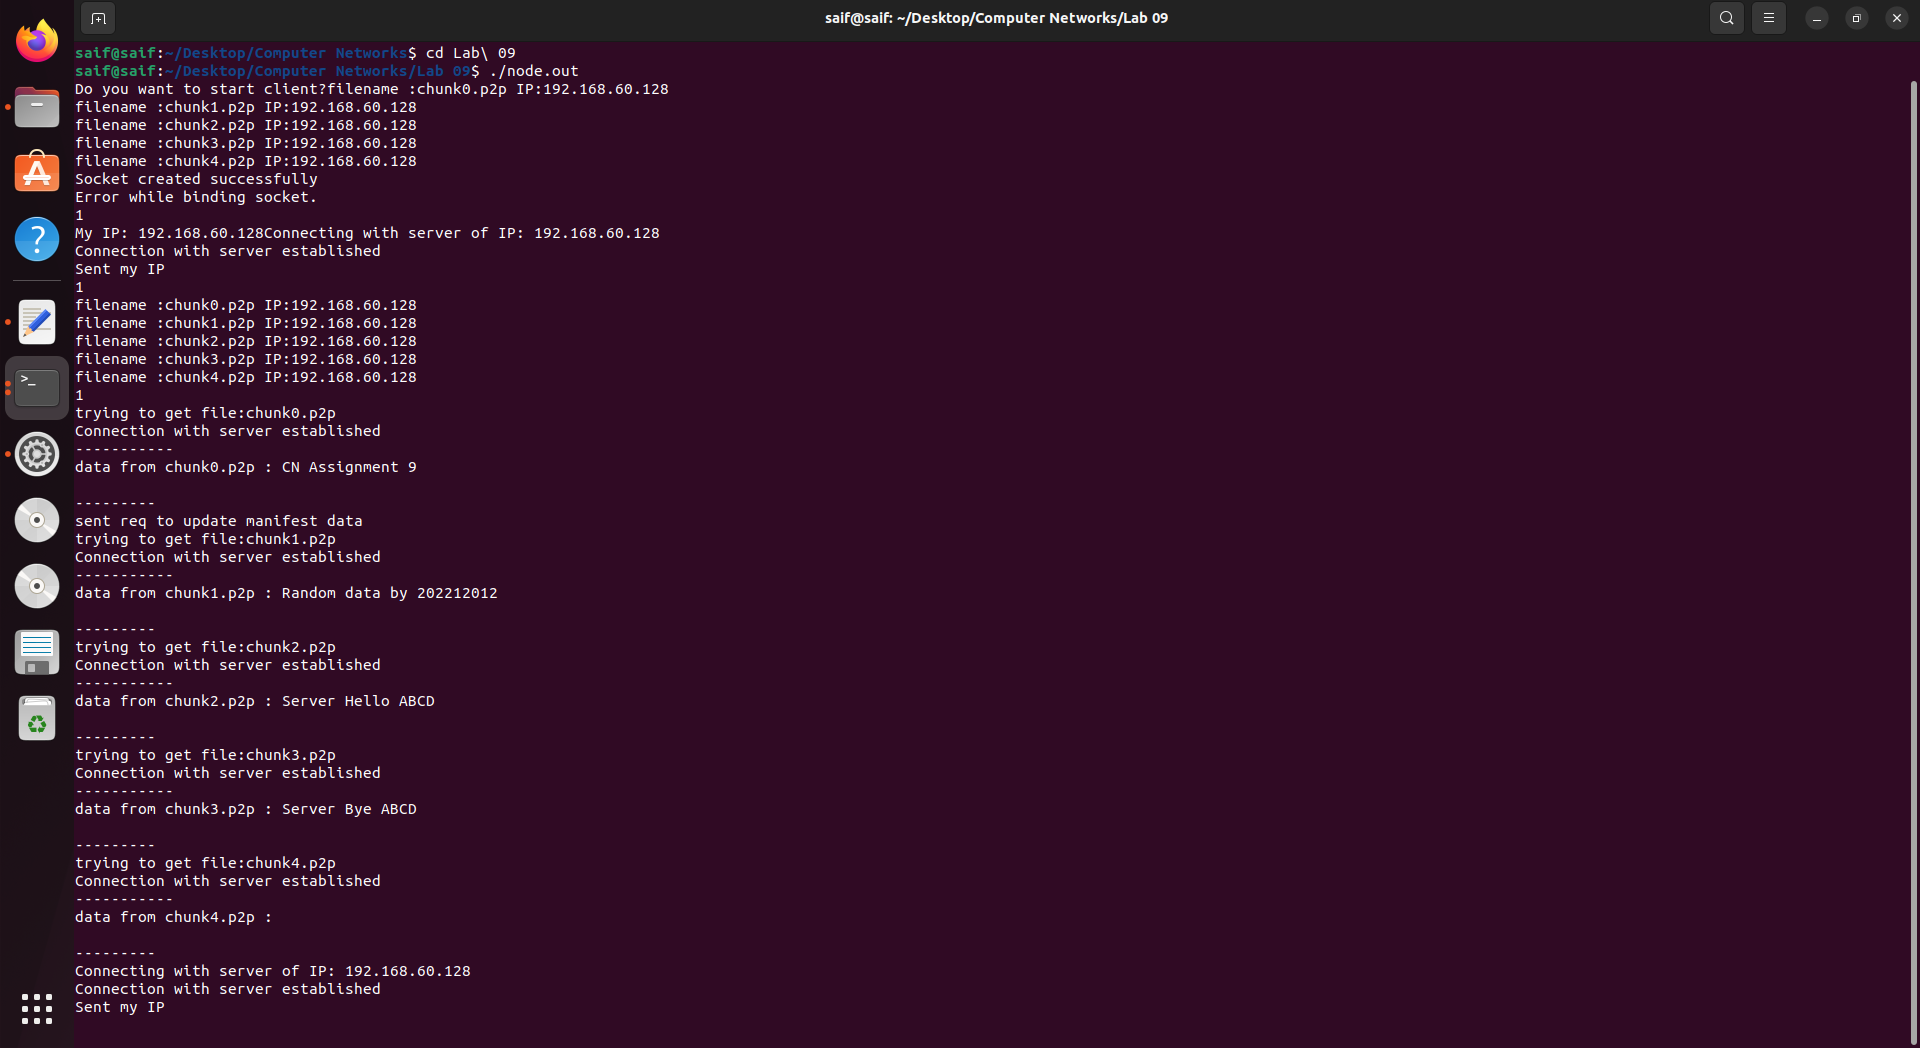 saif@saif: ~/Desktop/Computer Networks/Lab 09
saif@saif:~/Desktop/Computer Networks$ cd Lab\ 09
saif@saif:~/Desktop/Computer Networks/Lab 09$ ./node.out
Do you want to start client?filename :chunk0.p2p IP:192.168.60.128
filename :chunk1.p2p IP:192.168.60.128
filename :chunk2.p2p IP:192.168.60.128
filename :chunk3.p2p IP:192.168.60.128
filename :chunk4.p2p IP:192.168.60.128
Socket created successfully
Error while binding socket.
1
My IP: 192.168.60.128Connecting with server of IP: 192.168.60.128
Connection with server established
Sent my IP
1
filename :chunk0.p2p IP:192.168.60.128
filename :chunk1.p2p IP:192.168.60.128
filename :chunk2.p2p IP:192.168.60.128
filename :chunk3.p2p IP:192.168.60.128
filename :chunk4.p2p IP:192.168.60.128
1
trying to get file:chunk0.p2p
Connection with server established
-----------
data from chunk0.p2p : CN Assignment 9
---------
sent req to update manifest data
trying to get file:chunk1.p2p
Connection with server established
-----------
data from chunk1.p2p : Random data by 202212012
---------
trying to get file:chunk2.p2p
Connection with server established
-----------
data from chunk2.p2p : Server Hello ABCD
---------
trying to get file:chunk3.p2p
Connection with server established
-----------
data from chunk3.p2p : Server Bye ABCD
---------
trying to get file:chunk4.p2p
Connection with server established
-----------
data from chunk4.p2p :
---------
Connecting with server of IP: 192.168.60.128
Connection with server established
Sent my IP